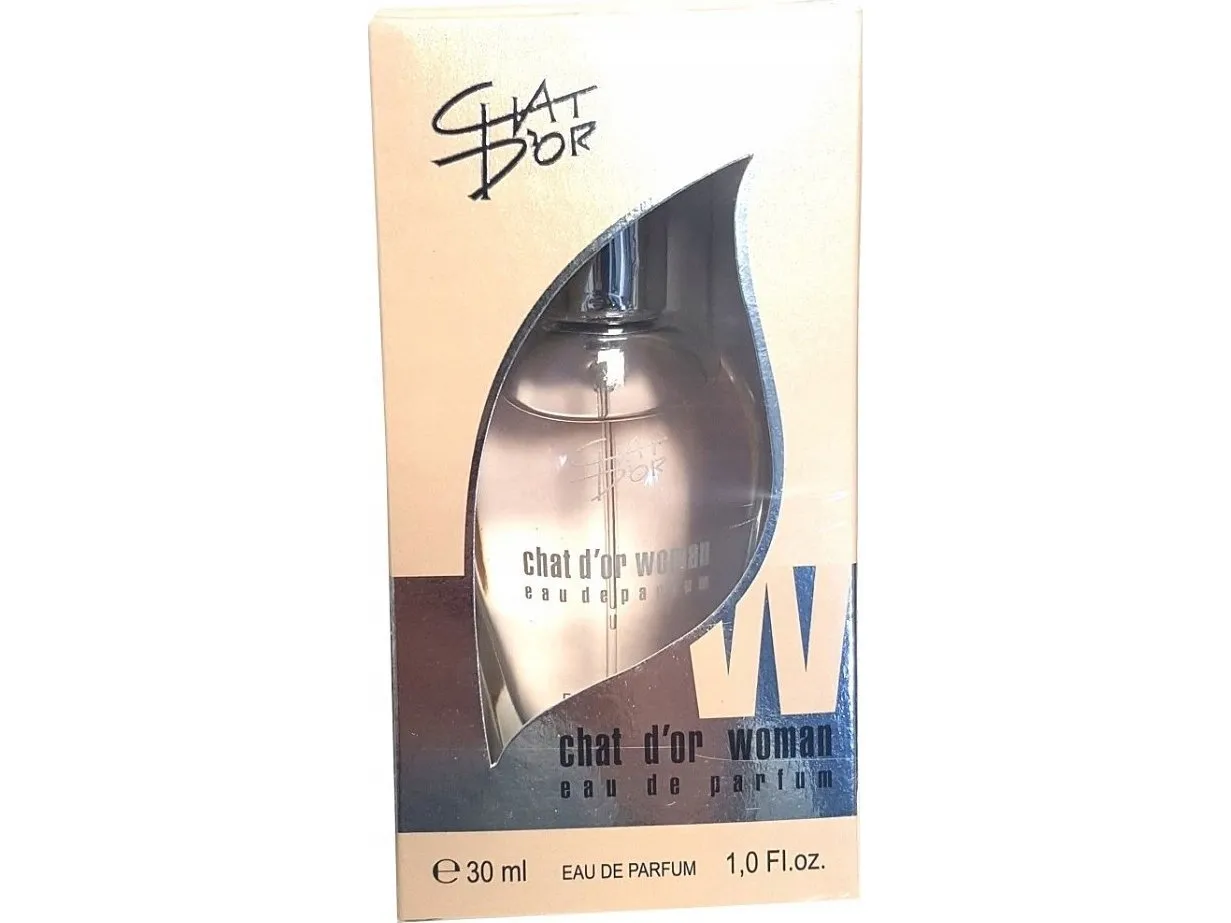 CHAT
D'OR
CHAT
D'OR
chat d'or woman
eau de parfum
W
chat d'or woman
eau de parfum
℮ 30 ml EAU DE PARFUM 1,0 Fl.oz.